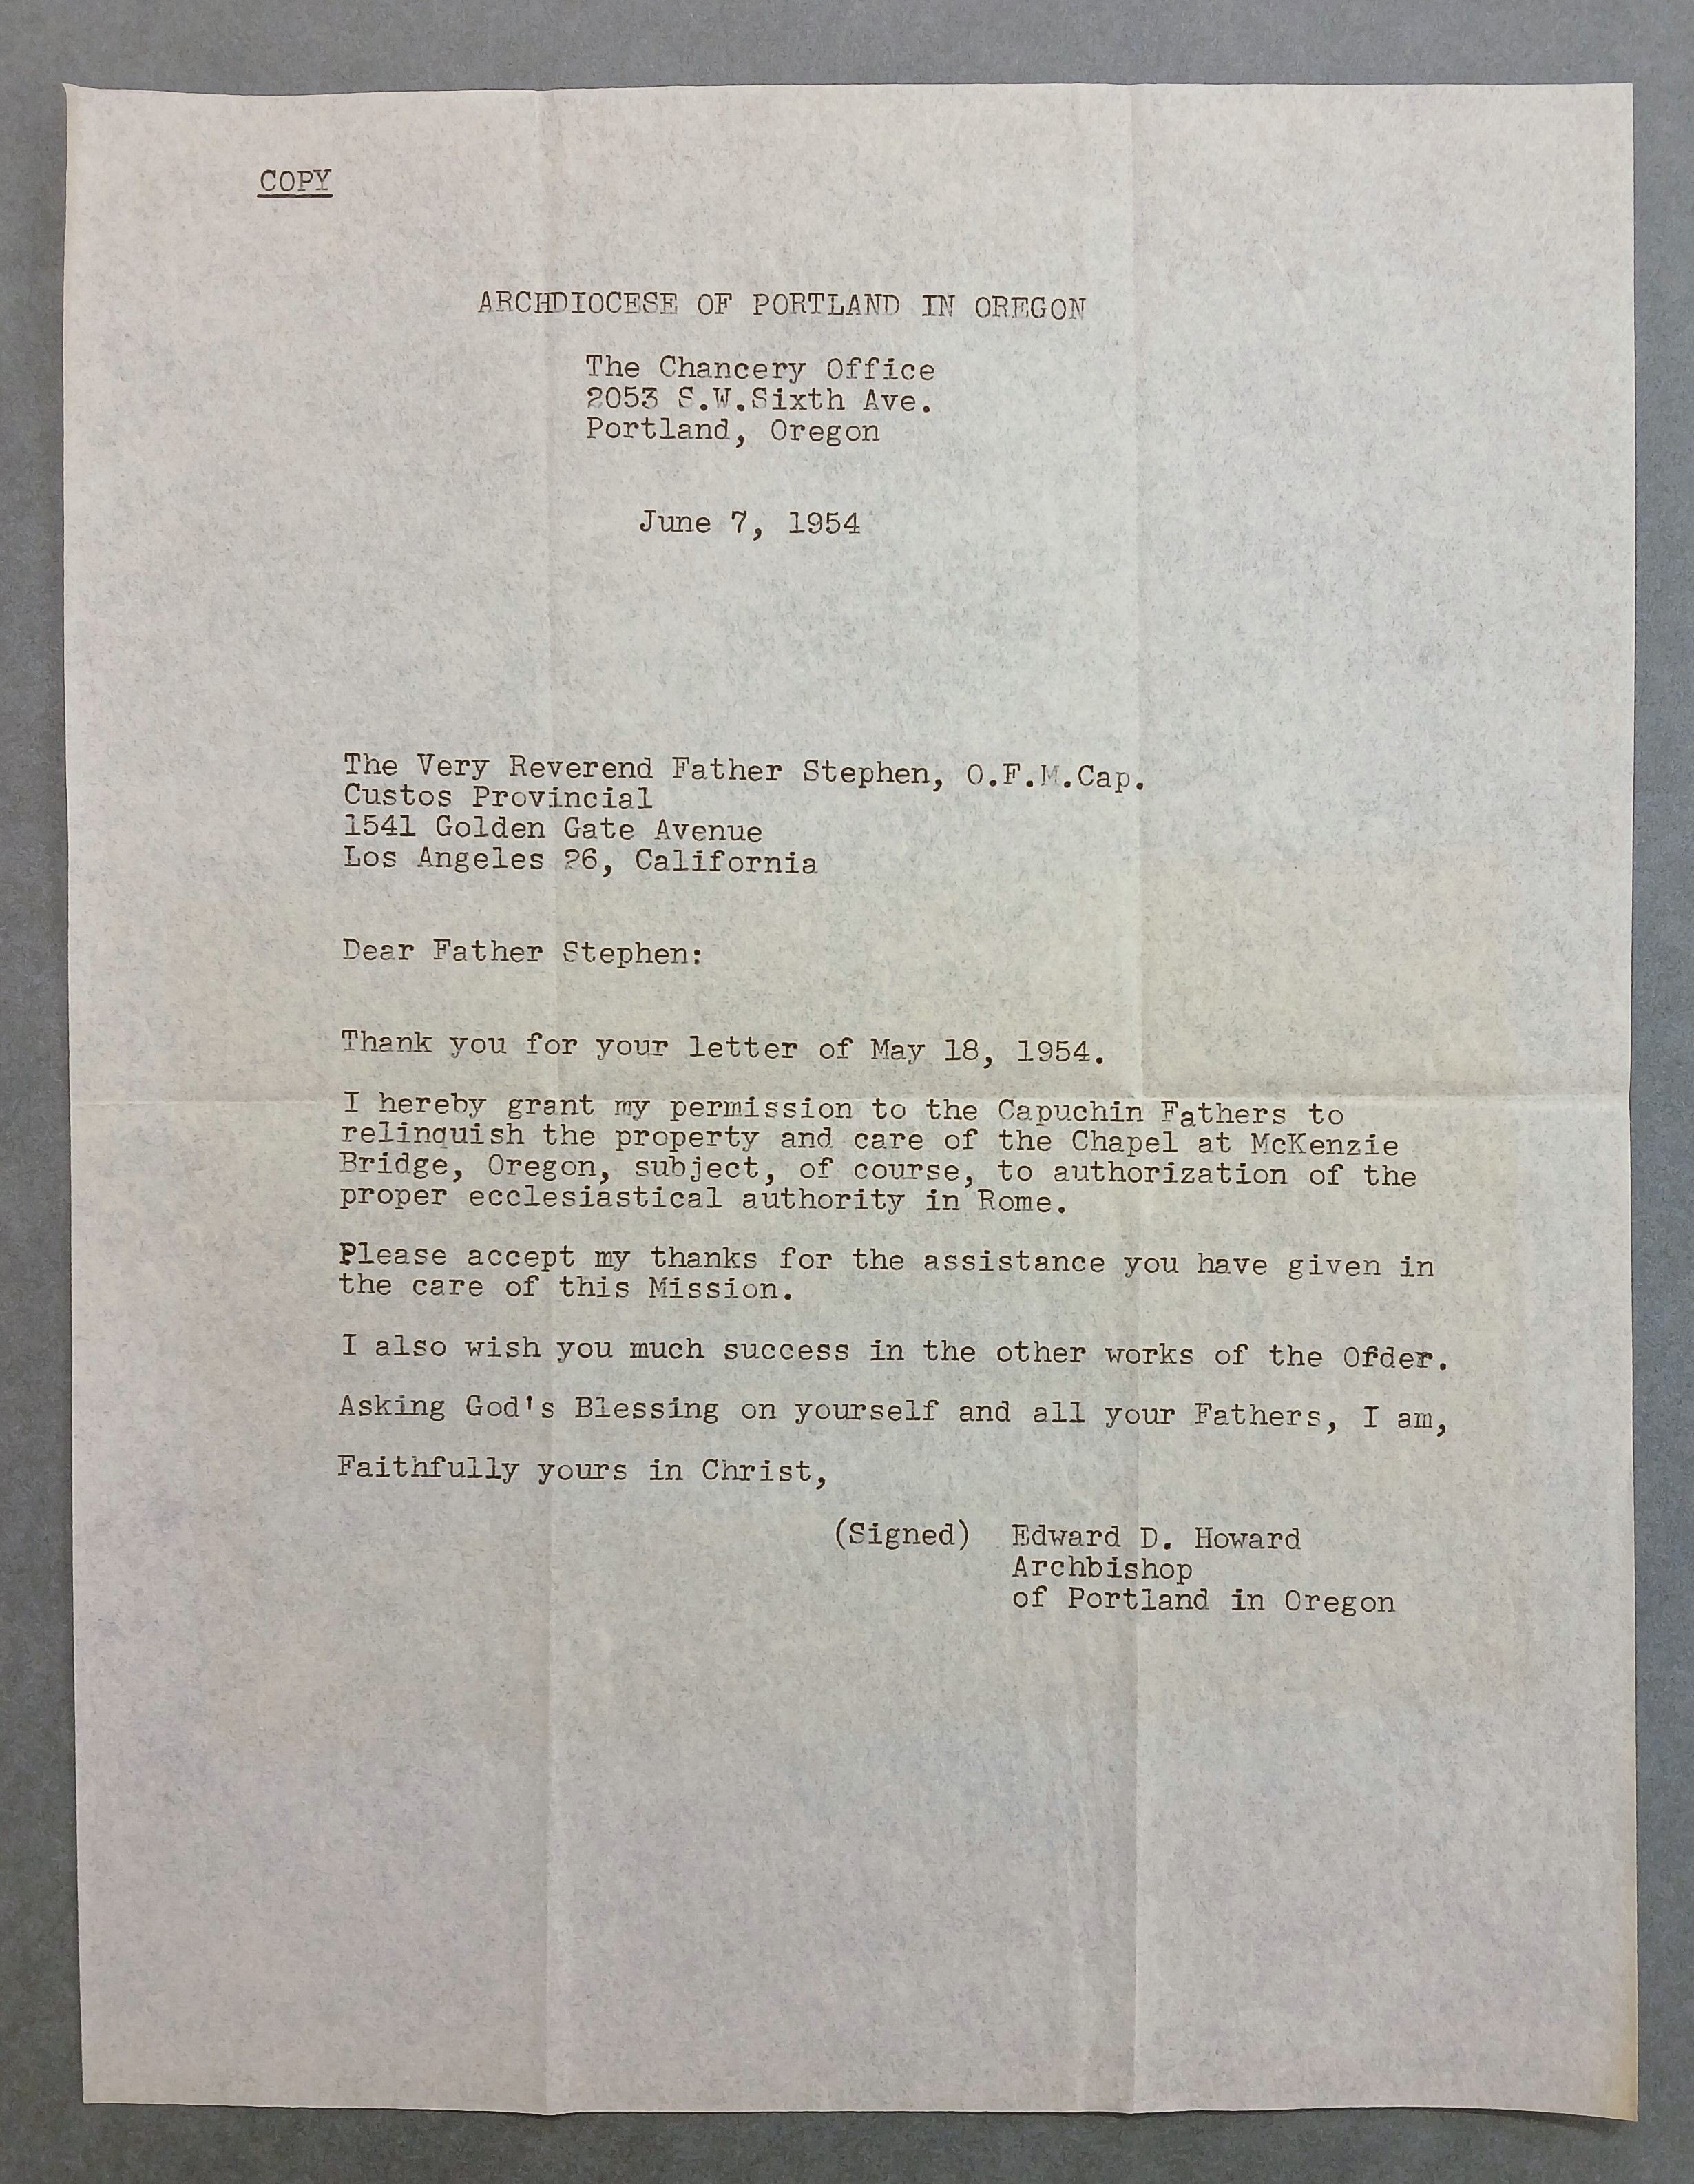 COPY
ARCHDIOCESE OF PORTLAND IN OREGON
The Chancery Office
2053 S.W.Sixth Ave.
Portland, Oregon
June 7, 1954
The Very Reverend Father Stephen, O.F.M.Cap.
Custos Provincial
1541 Golden Gate Avenue
Los Angeles 26, California
Dear Father Stephen:
Thank you for your letter of May 18, 1954.
I hereby grant my permission to the Capuchin Fathers to
relinquish the property and care of the Chapel at McKenzie
Bridge, Oregon, subject, of course, to authorization of the
proper ecclesiastical authority in Rome.
Please accept my thanks for the assistance you have given in
the care of this Mission.
I also wish you much success in the other works of the Order.
Asking God's Blessing on yourself and all your Fathers, I am,
Faithfully yours in Christ,
(Signed) Edward D. Howard
Archbishop
of Portland in Oregon